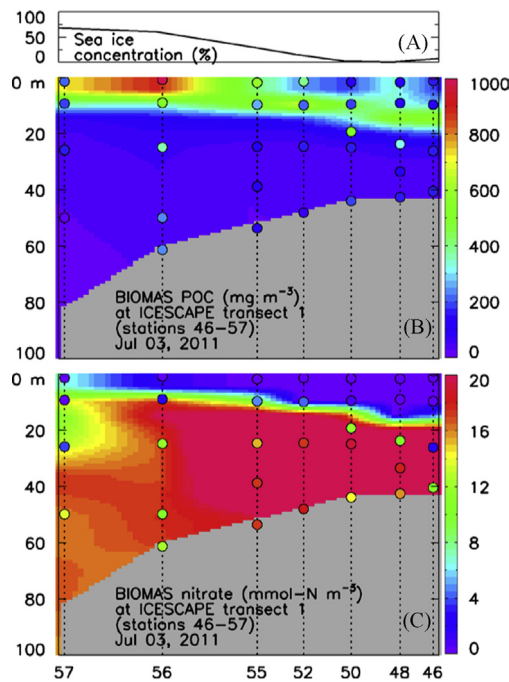 100
50
0
Sea ice
concentration (%)
(A)
0 m
20
40
60
80
100
BIOMAS POC (mg m⁻³)
at ICESCAPE transect 1
(stations 46–57)
Jul 03, 2011
(B)
1000
800
600
400
200
0
0 m
20
40
60
80
100
BIOMAS nitrate (mmol–N m⁻³)
at ICESCAPE transect 1
(stations 46–57)
Jul 03, 2011
(C)
20
16
12
8
4
0
57 56 55 52 50 48 46